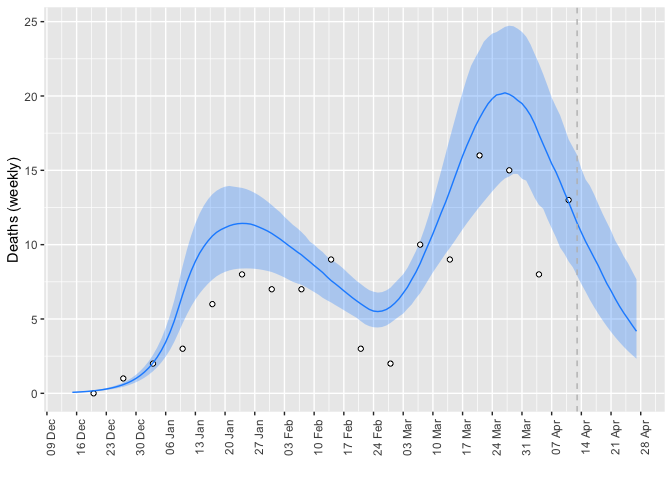 25
20
15
10
5
0
Deaths (weekly)
09 Dec
16 Dec
23 Dec
30 Dec
06 Jan
13 Jan
20 Jan
27 Jan
03 Feb
10 Feb
17 Feb
24 Feb
03 Mar
10 Mar
17 Mar
24 Mar
31 Mar
07 Apr
14 Apr
21 Apr
28 Apr